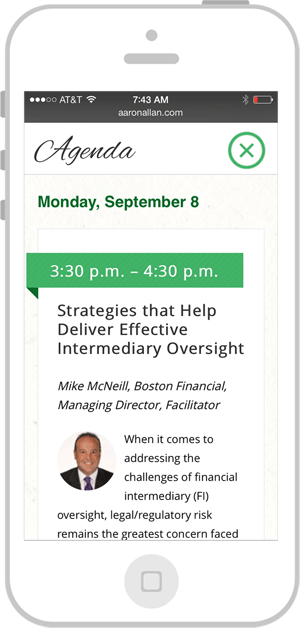 AT&T 7:43 AM
aaronallan.com
Agenda
Monday, September 8
3:30 p.m. – 4:30 p.m.
Strategies that Help
Deliver Effective
Intermediary Oversight
Mike McNeill, Boston Financial,
Managing Director, Facilitator
When it comes to
addressing the
challenges of financial
intermediary (FI)
oversight, legal/regulatory risk
remains the greatest concern faced